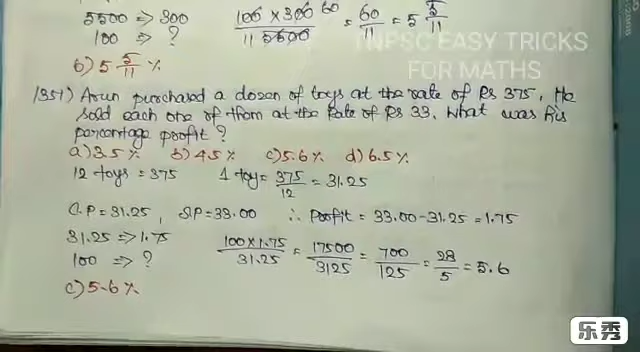 5500 => 300
100 => ?
100 x 300 60 / 11 5500 = 60/11 = 5 5/11
TNPSC EASY TRICKS
FOR MATHS
b) 5 5/11 %
1351) Arun purchased a dozen of toys at the rate of Rs 375. He
sold each one of them at the rate of Rs 33. What was his
percentage profit?
a) 3.5% b) 4.5% c) 5.6% d) 6.5%
12 toys = 375 1 toy = 375/12 = 31.25
C.P = 31.25, S.P = 33.00 ∴ Profit = 33.00 - 31.25 = 1.75
31.25 => 1.75
100 => ?
100 x 1.75 / 31.25 = 17500/3125 = 700/125 = 28/5 = 5.6
c) 5.6%
乐秀